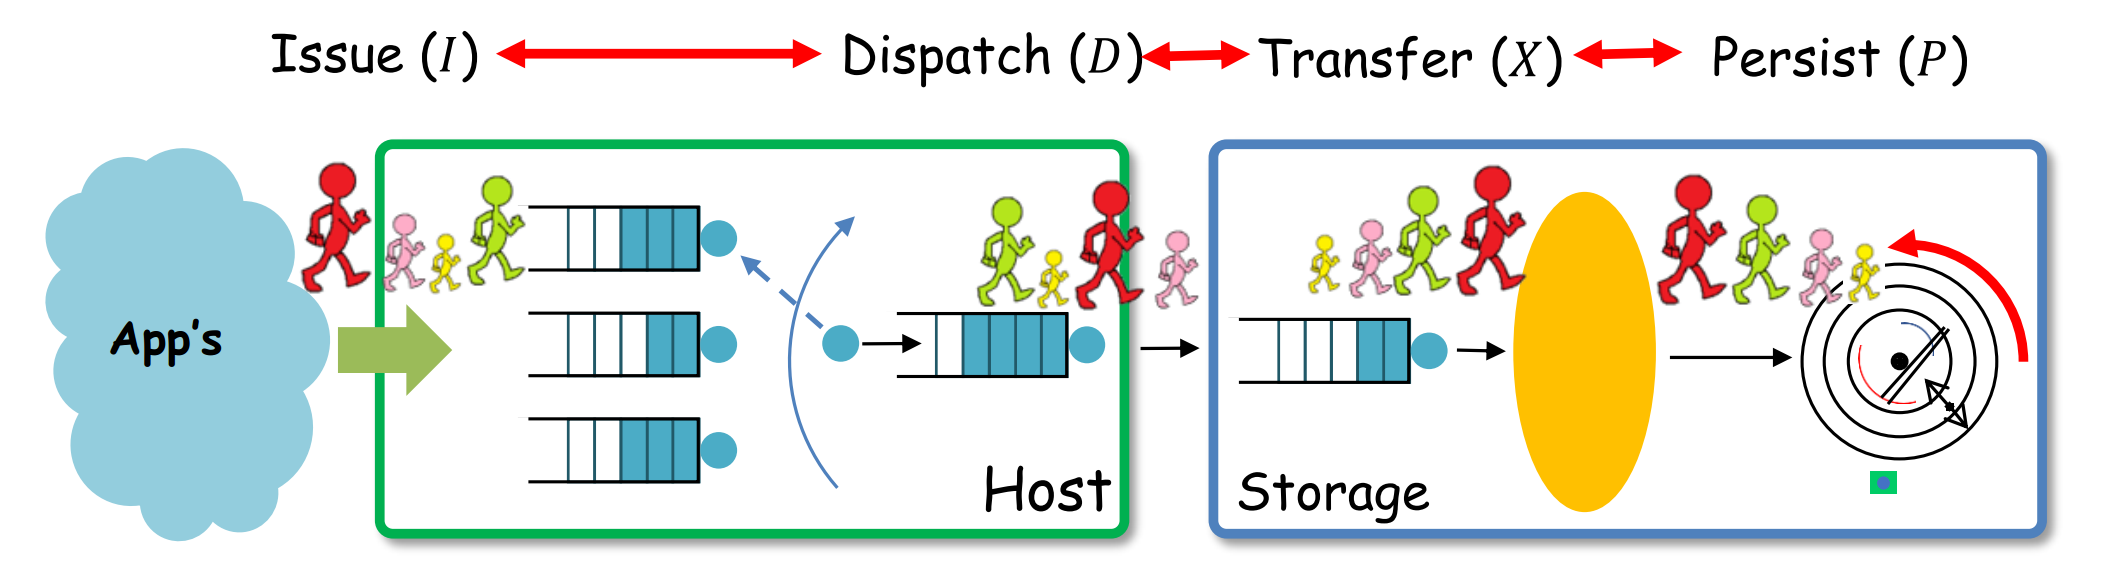 Issue (I) Dispatch (D) Transfer (X) Persist (P)
App's
Host
Storage